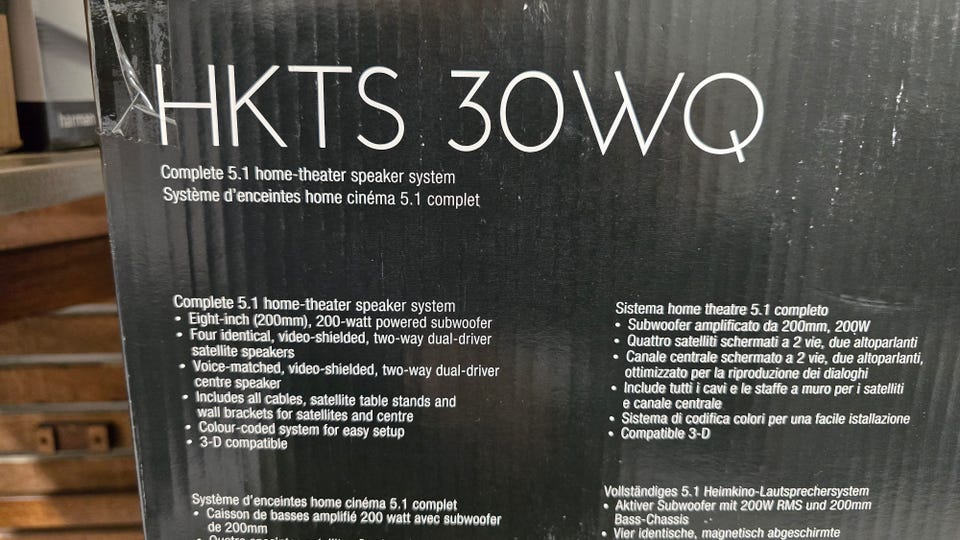 harman
HKTS 30WQ
Complete 5.1 home-theater speaker system
Système d'enceintes home cinéma 5.1 complet
Complete 5.1 home-theater speaker system
• Eight-inch (200mm), 200-watt powered subwoofer
• Four identical, video-shielded, two-way dual-driver
satellite speakers
• Voice-matched, video-shielded, two-way dual-driver
centre speaker
• Includes all cables, satellite table stands and
wall brackets for satellites and centre
• Colour-coded system for easy setup
• 3-D compatible
Sistema home theatre 5.1 completo
• Subwoofer amplificato da 200mm, 200W
• Quattro satelliti schermati a 2 vie, due altoparlanti
• Canale centrale schermato a 2 vie, due altoparlanti,
ottimizzato per la riproduzione dei dialoghi
• Include tutti i cavi e le staffe a muro per i satelliti
e canale centrale
• Sistema di codifica colori per una facile istallazione
• Compatible 3-D
Système d'enceintes home cinéma 5.1 complet
• Caisson de basses amplifié 200 watt avec subwoofer
de 200mm
Vollständiges 5.1 Heimkino-Lautsprechersystem
• Aktiver Subwoofer mit 200W RMS und 200mm
Bass-Chassis
• Vier identische, magnetisch abgeschirmte